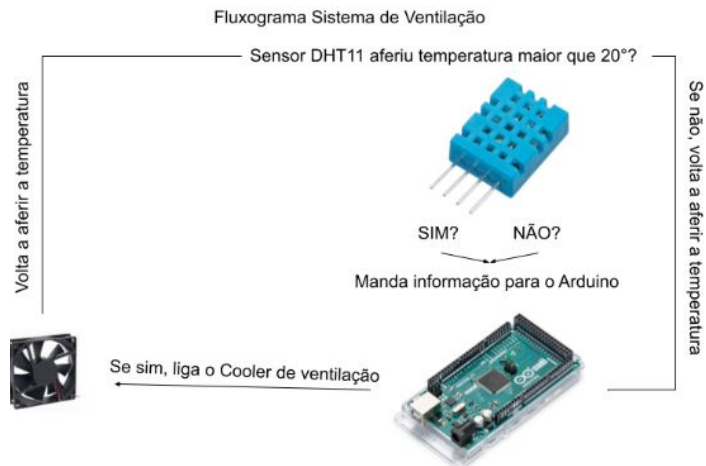 Fluxograma Sistema de Ventilação
Sensor DHT11 aferiu temperatura maior que 20°?
Volta a aferir a temperatura
Se não, volta a aferir a temperatura
SIM?
NÃO?
Manda informação para o Arduino
Se sim, liga o Cooler de ventilação